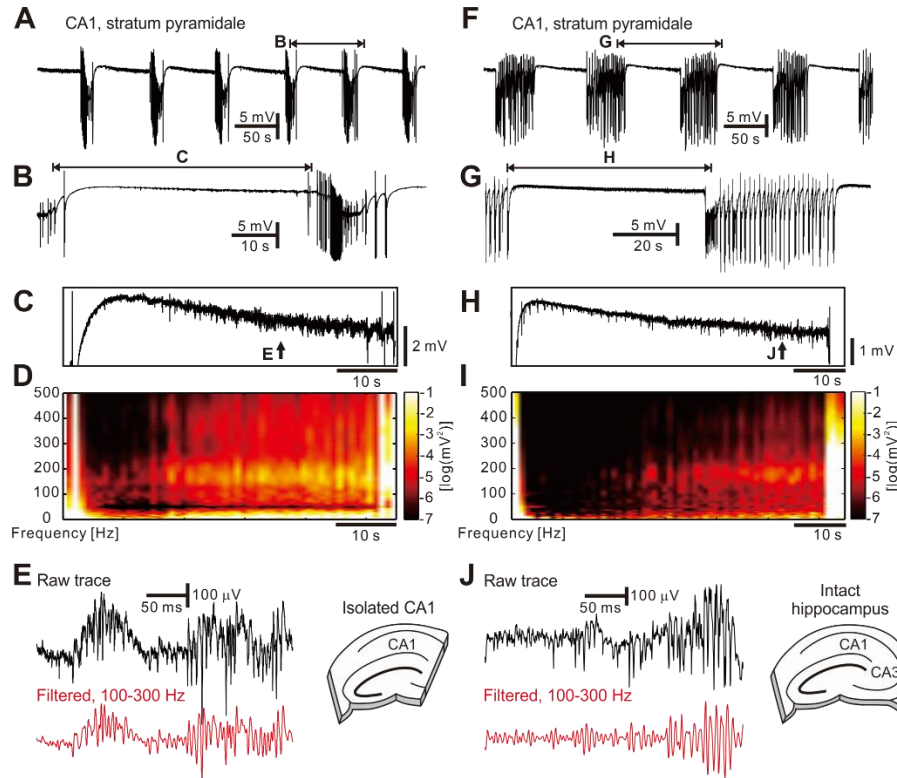 A CA1, stratum pyramidale
B
5 mV
50 s
B
C
5 mV
10 s
C
E
2 mV
10 s
D
500
400
300
200
100
0
Frequency [Hz]
-1
-2
-3
-4
-5
-6
-7
[log(mV²)]
10 s
E Raw trace
50 ms
100 μV
Filtered, 100-300 Hz
Isolated CA1
CA1
F CA1, stratum pyramidale
G
5 mV
50 s
G
H
5 mV
20 s
H
J
1 mV
10 s
I
500
400
300
200
100
0
Frequency [Hz]
-1
-2
-3
-4
-5
-6
-7
[log(mV²)]
10 s
J Raw trace
50 ms
100 μV
Filtered, 100-300 Hz
Intact
hippocampus
CA1
CA3